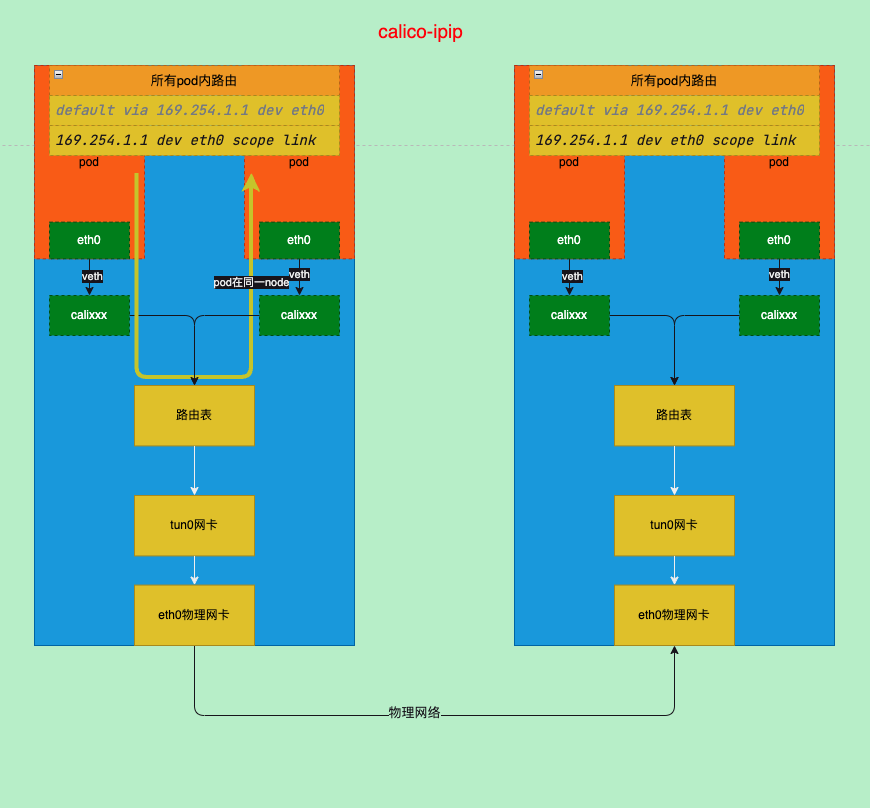 calico-ipip
所有pod内路由
default via 169.254.1.1 dev eth0
169.254.1.1 dev eth0 scope link
pod
pod
eth0
eth0
veth
veth
pod在同一node
calixxx
calixxx
路由表
tun0网卡
eth0物理网卡
所有pod内路由
default via 169.254.1.1 dev eth0
169.254.1.1 dev eth0 scope link
pod
pod
eth0
eth0
veth
veth
calixxx
calixxx
路由表
tun0网卡
eth0物理网卡
物理网络